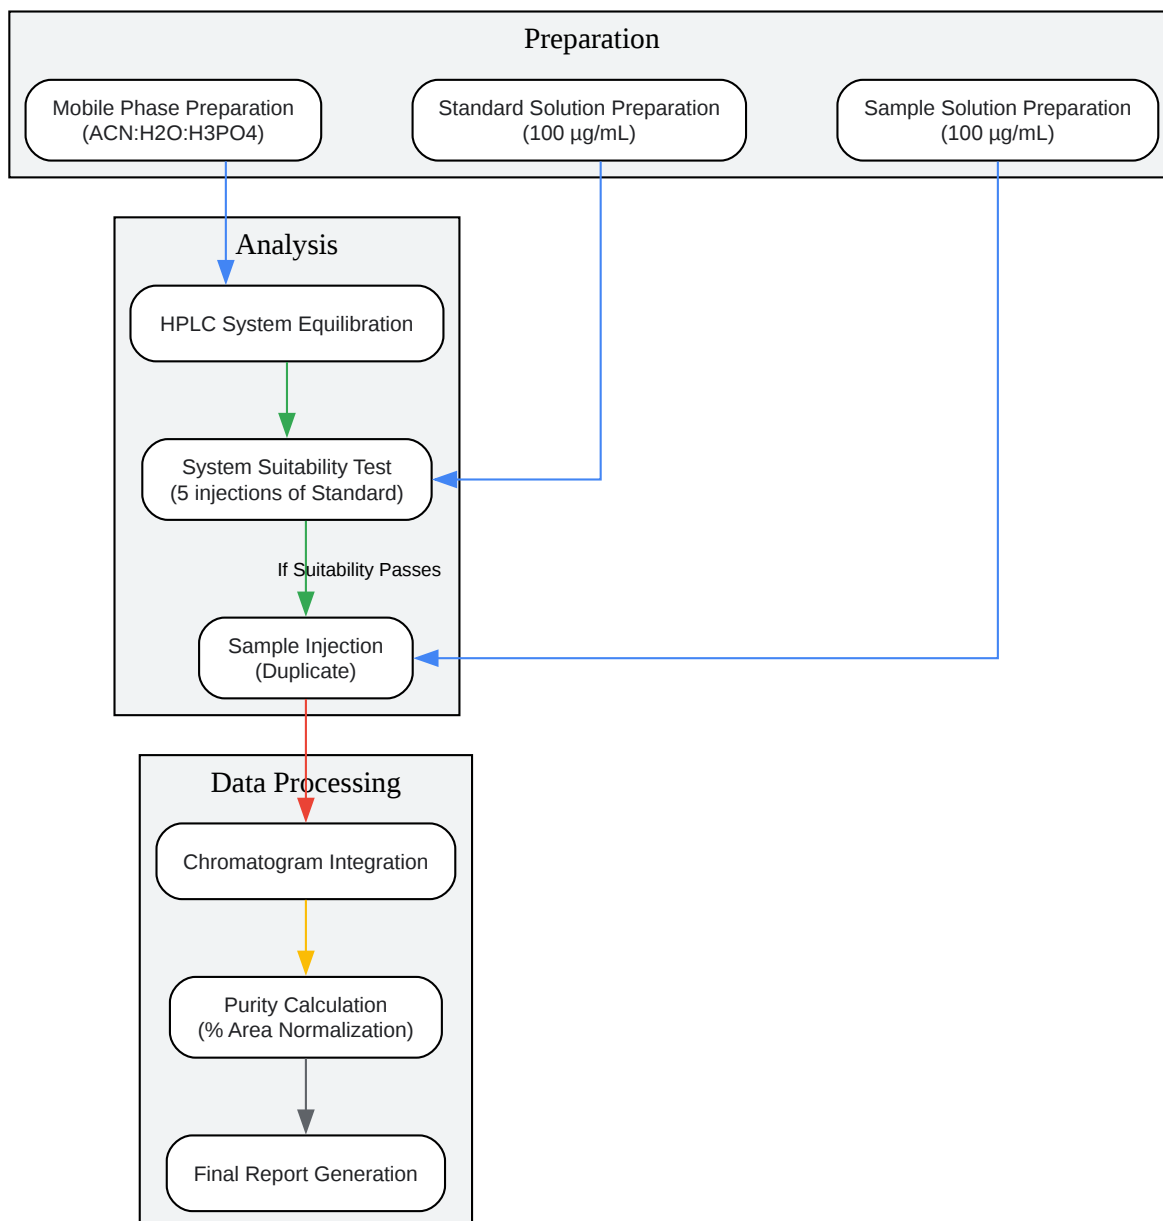 Preparation
Mobile Phase Preparation
(ACN:H2O:H3PO4)
Standard Solution Preparation
(100 µg/mL)
Sample Solution Preparation
(100 µg/mL)
Analysis
HPLC System Equilibration
System Suitability Test
(5 injections of Standard)
If Suitability Passes
Sample Injection
(Duplicate)
Data Processing
Chromatogram Integration
Purity Calculation
(% Area Normalization)
Final Report Generation